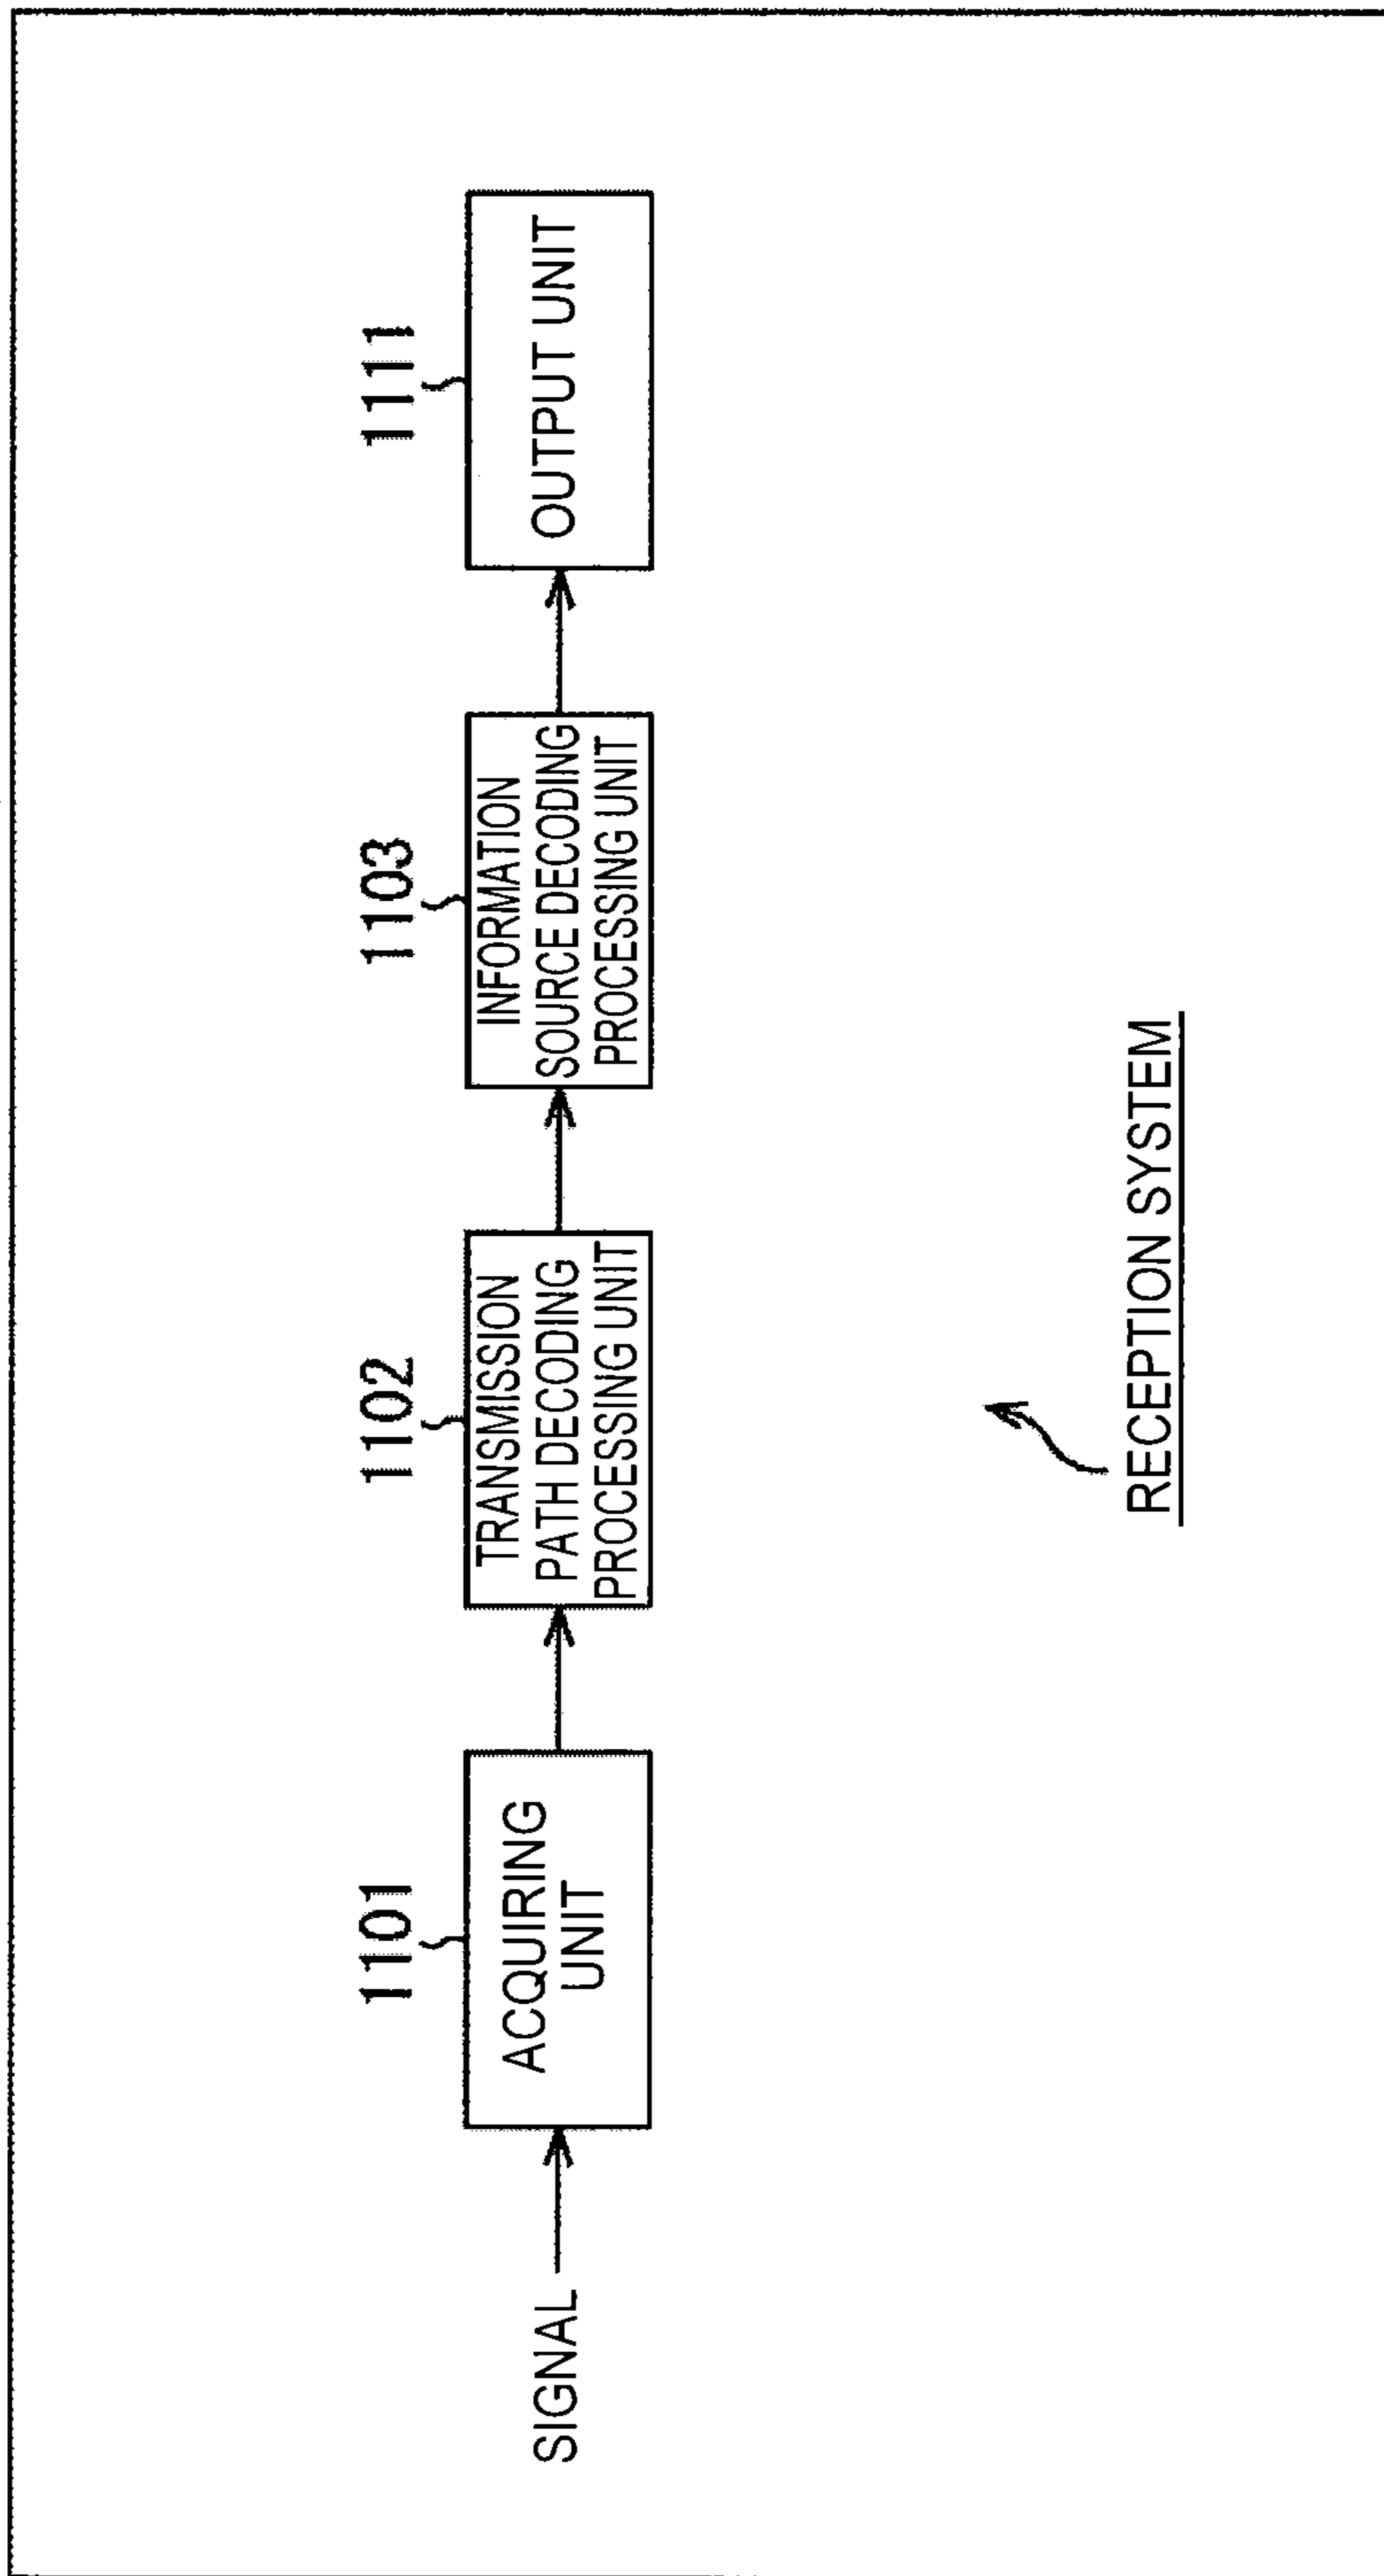 1101
1102
1103
1111
SIGNAL
ACQUIRING
UNIT
TRANSMISSION
PATH DECODING
PROCESSING UNIT
INFORMATION
SOURCE DECODING
PROCESSING UNIT
OUTPUT UNIT
RECEPTION SYSTEM